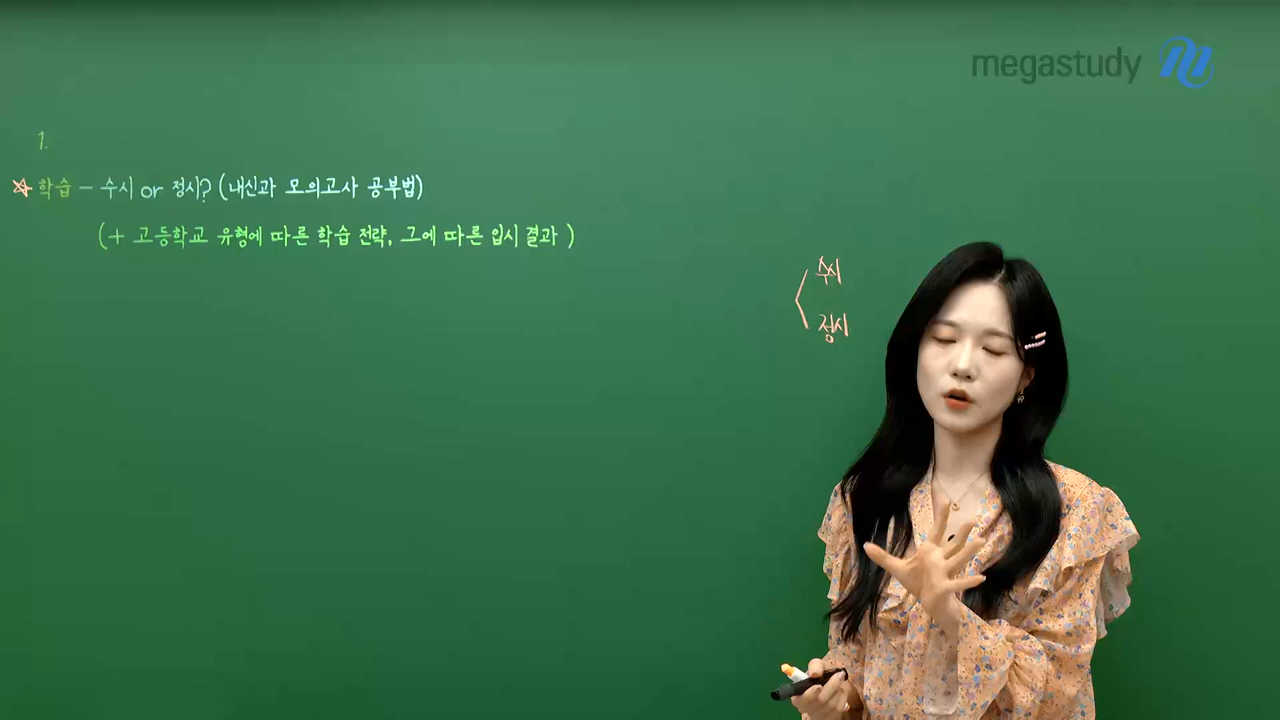 megastudy
1.
☆ 학습 - 수시 or 정시? (내신과 모의고사 공부법)
(+ 고등학교 유형에 따른 학습 전략, 그에 따른 입시 결과 )
수시
정시